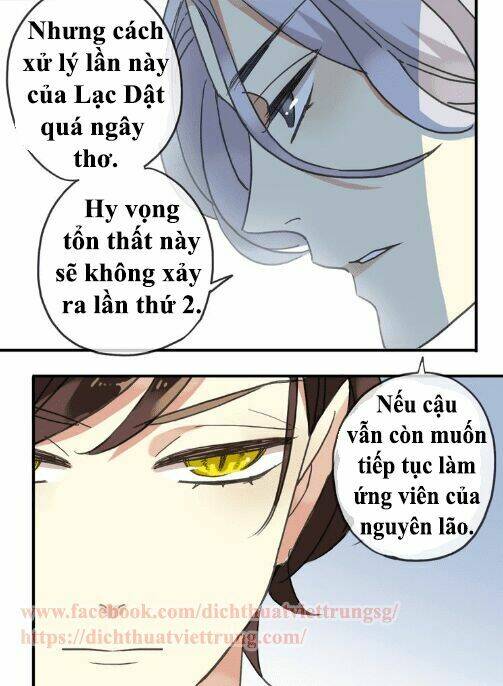 Nhưng cách
xử lý lần này
của Lạc Dật
quá ngây
thơ.
Hy vọng
tổn thất này
sẽ không xảy
ra lần thứ 2.
Nếu cậu
vẫn còn muốn
tiếp tục làm
ứng viên của
nguyên lão.
www.facebook.com/dichthuatviettrungsg/
https://dichthuatviettrung.com/